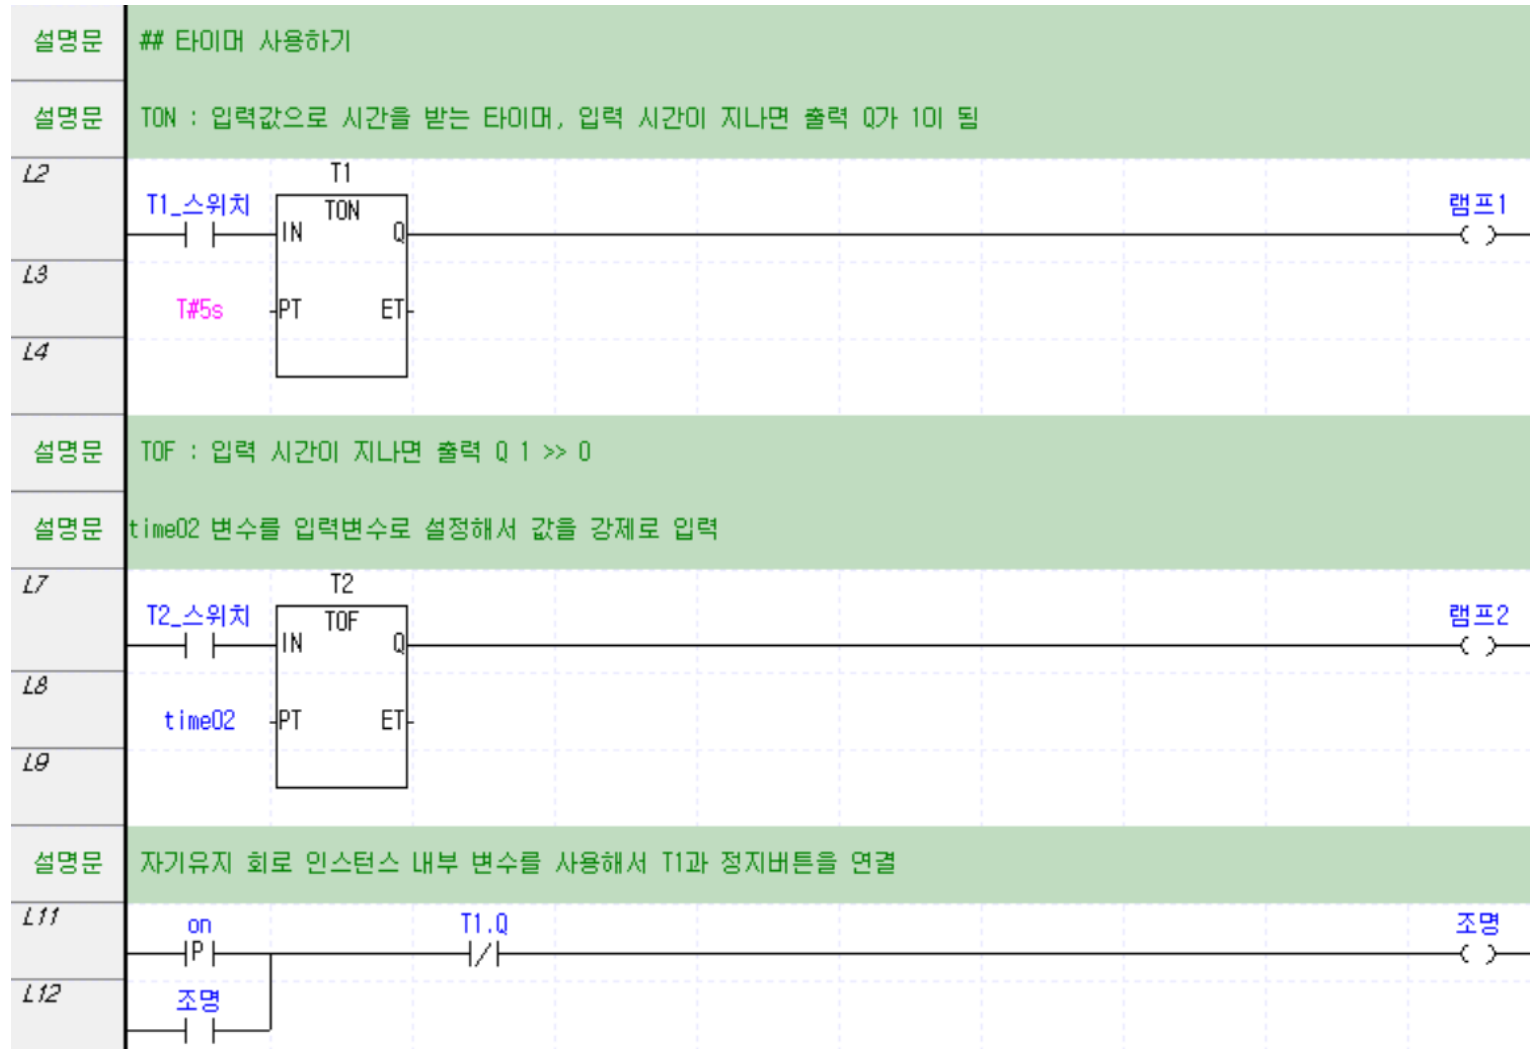 설명문 ## 타이머 사용하기
설명문 TON : 입력값으로 시간을 받는 타이머, 입력 시간이 지나면 출력 Q가 1이 됨
L2 T1
T1_스위치 TON 램프1
IN Q
L3
T#5s PT ET
L4
설명문 TOF : 입력 시간이 지나면 출력 Q 1 >> 0
설명문 time02 변수를 입력변수로 설정해서 값을 강제로 입력
L7 T2
T2_스위치 TOF 램프2
IN Q
L8
time02 PT ET
L9
설명문 자기유지 회로 인스턴스 내부 변수를 사용해서 T1과 정지버튼을 연결
L11
on T1.Q 조명
P /
L12
조명